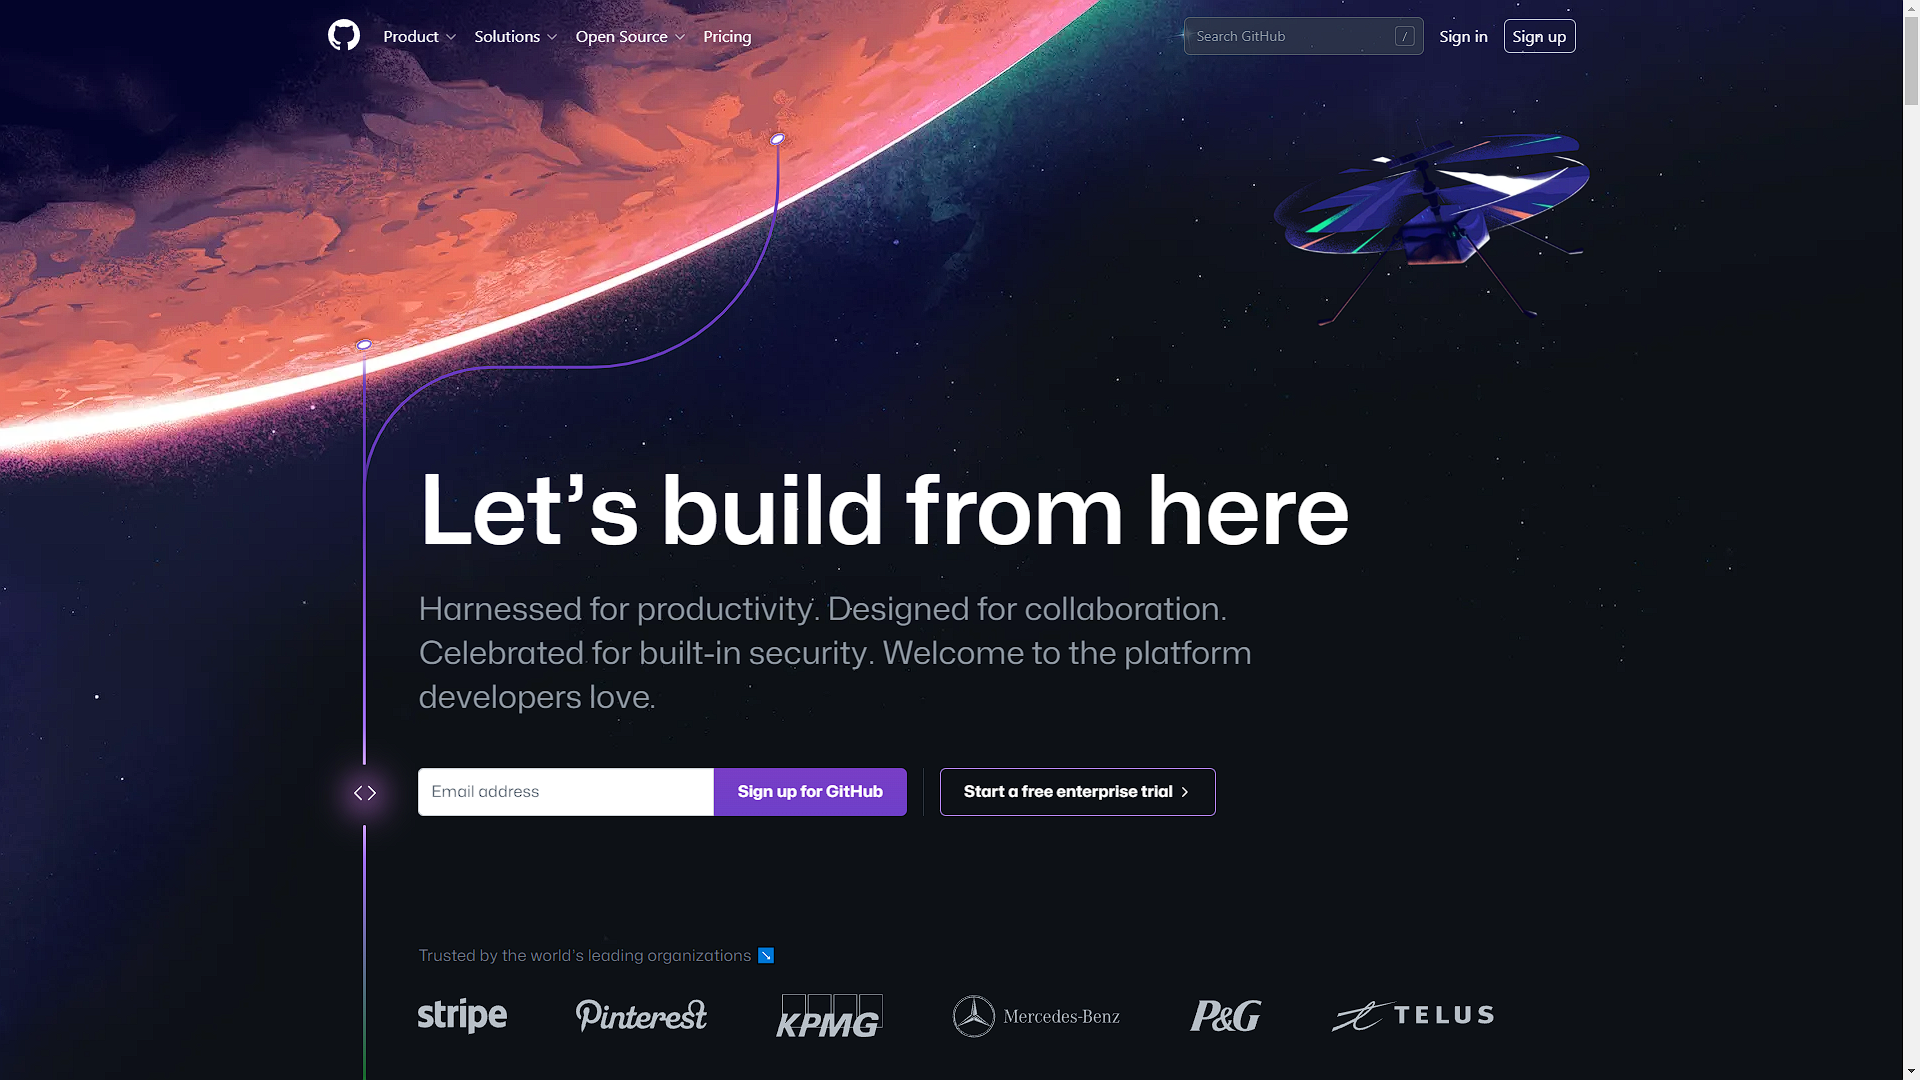 Product Solutions Open Source Pricing Search GitHub / Sign in Sign up
Let’s build from here
Harnessed for productivity. Designed for collaboration.
Celebrated for built-in security. Welcome to the platform
developers love.
Email address Sign up for GitHub Start a free enterprise trial
Trusted by the world’s leading organizations ↘
stripe Pinterest KPMG Mercedes-Benz P&G TELUS